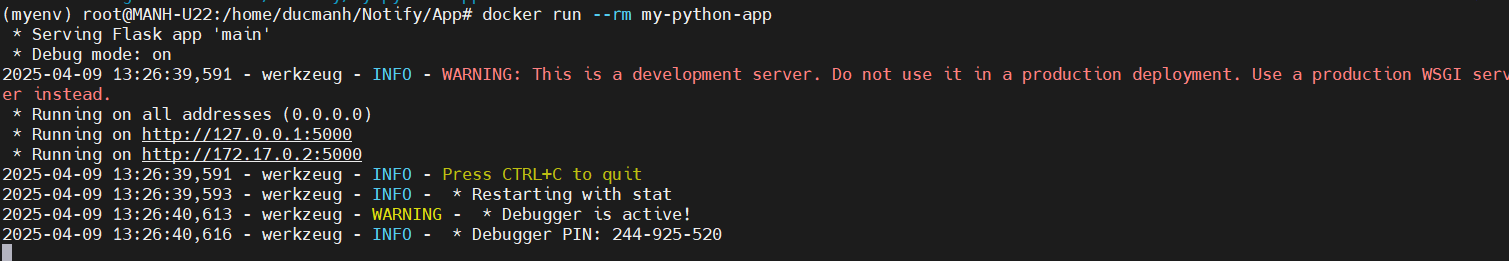 (myenv) root@MANH-U22:/home/ducmanh/Notify/App# docker run --rm my-python-app
 * Serving Flask app 'main'
 * Debug mode: on
2025-04-09 13:26:39,591 - werkzeug - INFO - WARNING: This is a development server. Do not use it in a production deployment. Use a production WSGI serv
er instead.
 * Running on all addresses (0.0.0.0)
 * Running on http://127.0.0.1:5000
 * Running on http://172.17.0.2:5000
2025-04-09 13:26:39,591 - werkzeug - INFO - Press CTRL+C to quit
2025-04-09 13:26:39,593 - werkzeug - INFO -  * Restarting with stat
2025-04-09 13:26:40,613 - werkzeug - WARNING -  * Debugger is active!
2025-04-09 13:26:40,616 - werkzeug - INFO -  * Debugger PIN: 244-925-520